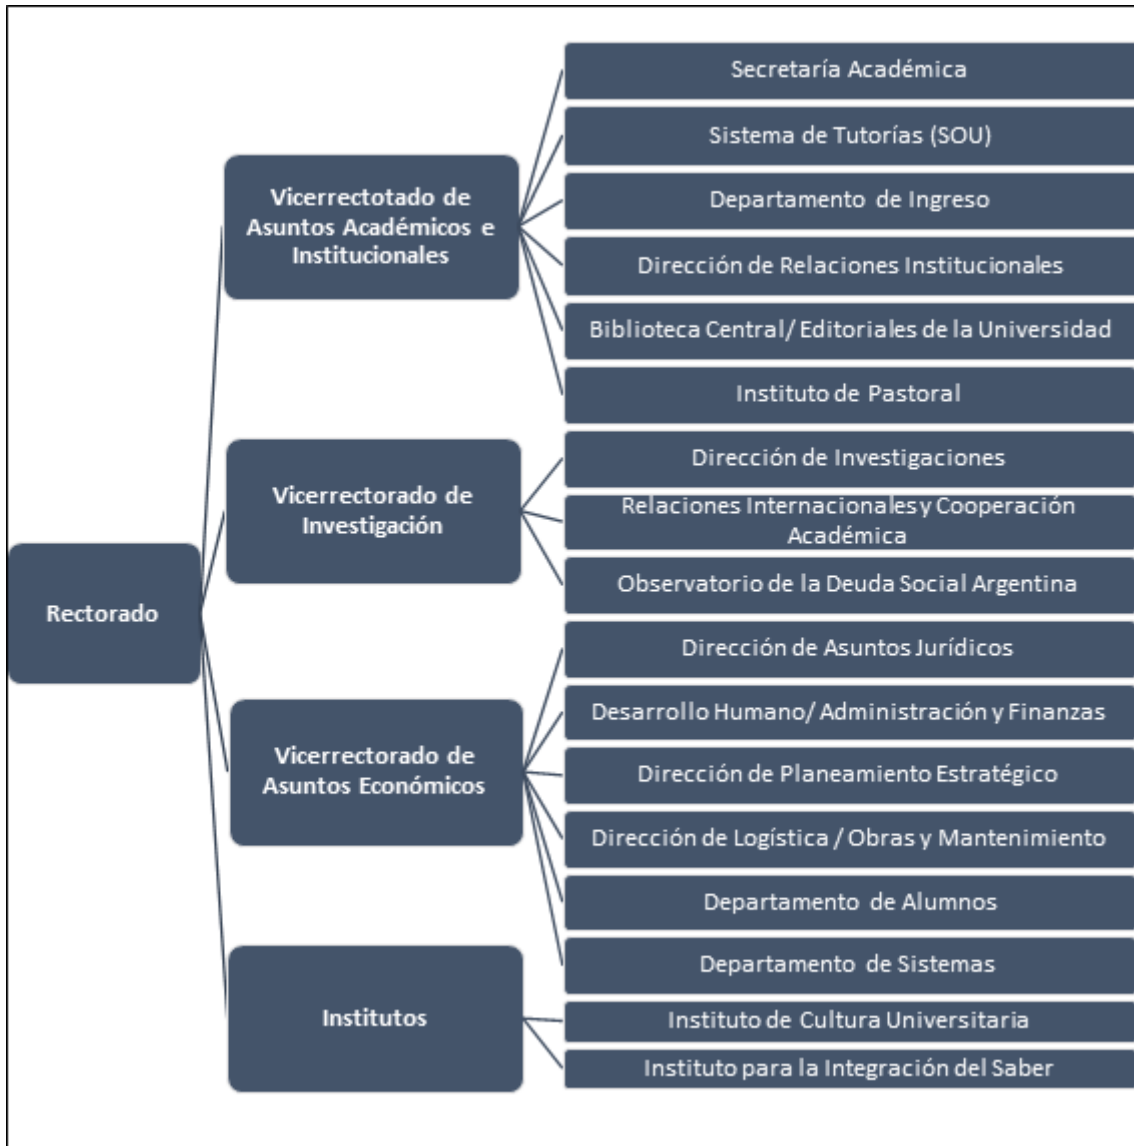 Rectorado
Vicerrectotado de
Asuntos Académicos e
Institucionales
Secretaría Académica
Sistema de Tutorías (SOU)
Departamento de Ingreso
Dirección de Relaciones Institucionales
Biblioteca Central/ Editoriales de la Universidad
Instituto de Pastoral
Vicerrectorado de
Investigación
Dirección de Investigaciones
Relaciones Internacionales y Cooperación
Académica
Observatorio de la Deuda Social Argentina
Vicerrectorado de
Asuntos Económicos
Dirección de Asuntos Jurídicos
Desarrollo Humano/ Administración y Finanzas
Dirección de Planeamiento Estratégico
Dirección de Logística / Obras y Mantenimiento
Departamento de Alumnos
Departamento de Sistemas
Institutos
Instituto de Cultura Universitaria
Instituto para la Integración del Saber